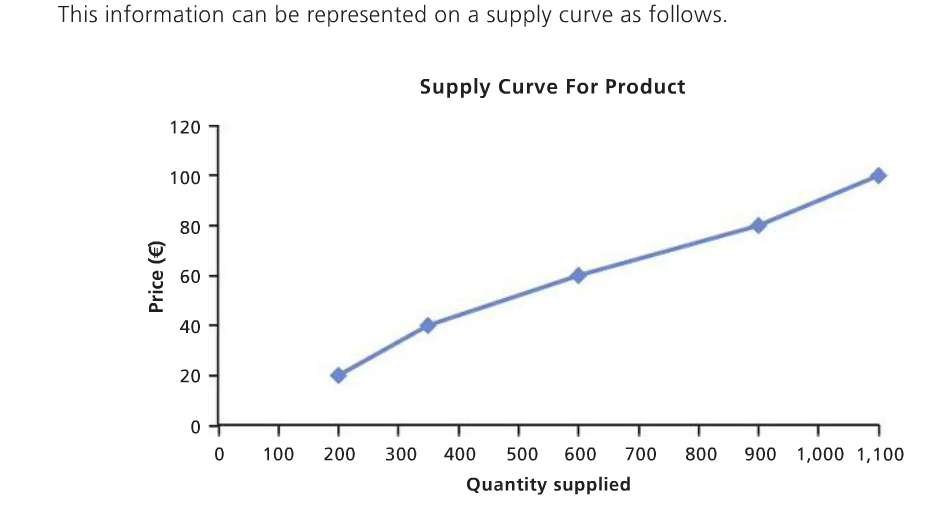 This information can be represented on a supply curve as follows.
Supply Curve For Product
120
100
80
60
40
20
0
Price (€)
0 100 200 300 400 500 600 700 800 900 1,000 1,100
Quantity supplied